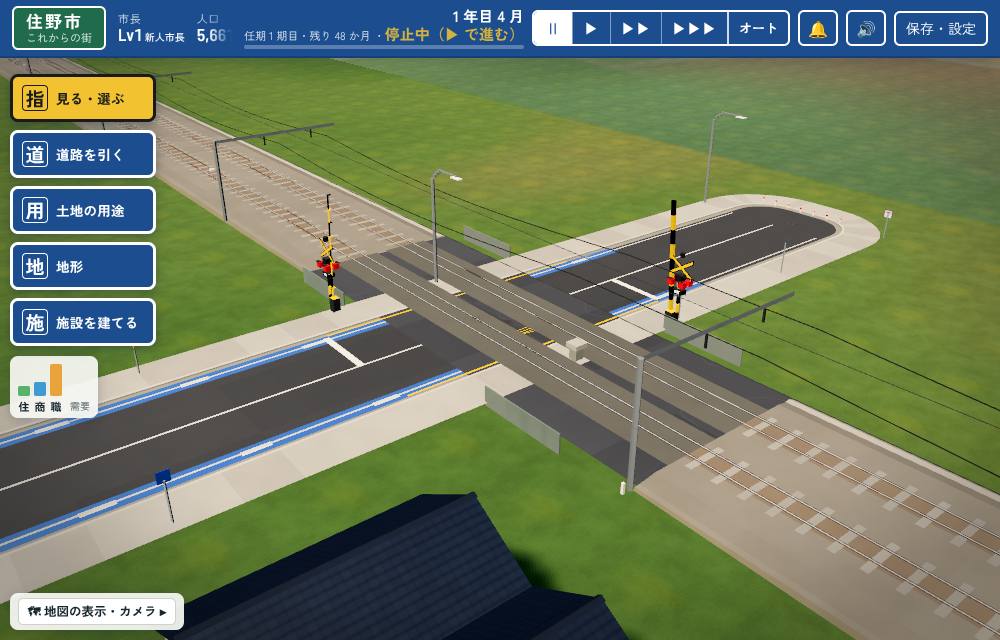 住野市
これからの街
市長
Lv1 新人市長
人口
5,66
1 年目 4 月
任期 1 期目・残り 48 か月 ・停止中（▶ で進む）
オート
保存・設定
指 見る・選ぶ
道 道路を引く
用 土地の用途
地 地形
施 施設を建てる
住 商 職 需要
地図の表示・カメラ ▸